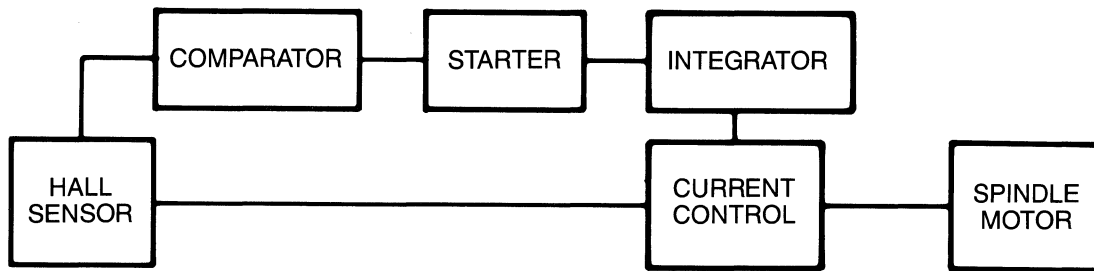 COMPARATOR
STARTER
INTEGRATOR
HALL
SENSOR
CURRENT
CONTROL
SPINDLE
MOTOR